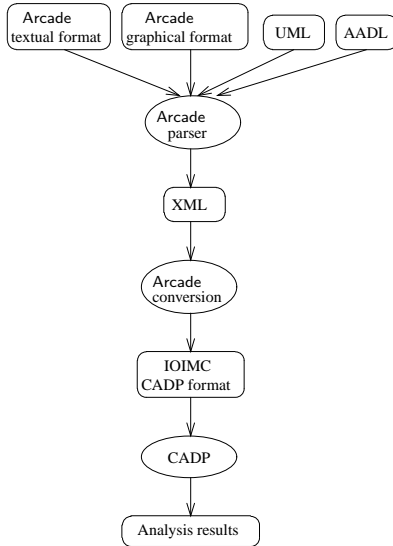 Arcade
textual format
Arcade
graphical format
UML
AADL
Arcade
parser
XML
Arcade
conversion
IOIMC
CADP format
CADP
Analysis results